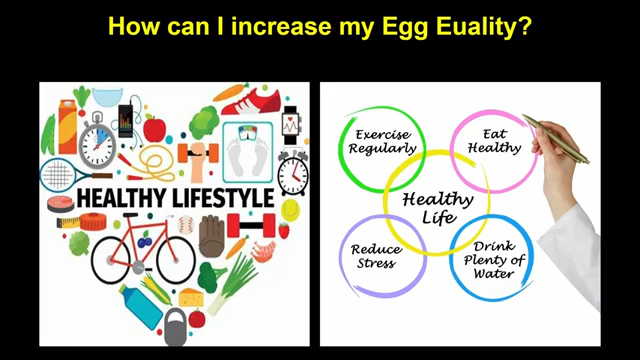 How can I increase my Egg Euality?
HEALTHY LIFESTYLE
Exercise
Regularly
Eat
Healthy
Healthy
Life
Reduce
Stress
Drink
Plenty of
Water